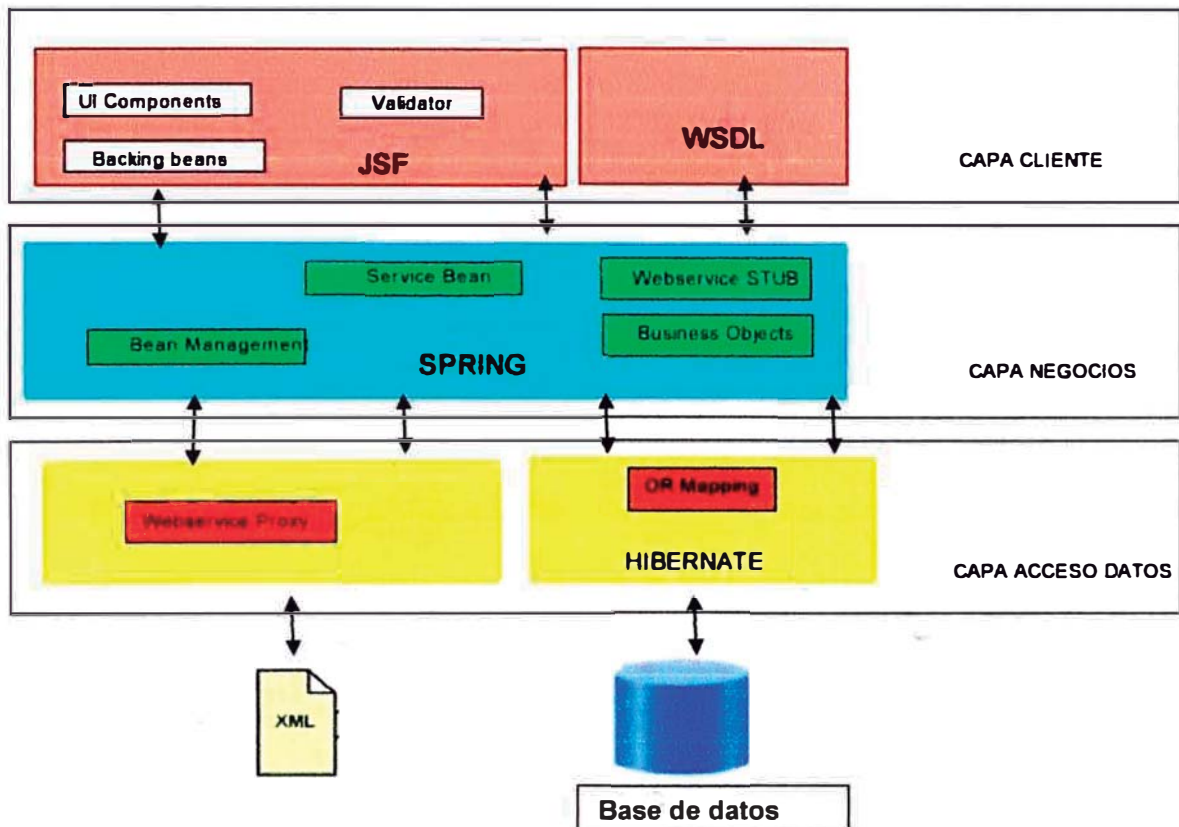 UI Components
Validator
Backing beans
JSF
WSDL
CAPA CLIENTE
Service Bean
Webservice STUB
Bean Management
Business Objects
SPRING
CAPA NEGOCIOS
Webservice Proxy
OR Mapping
HIBERNATE
CAPA ACCESO DATOS
XML
Base de datos